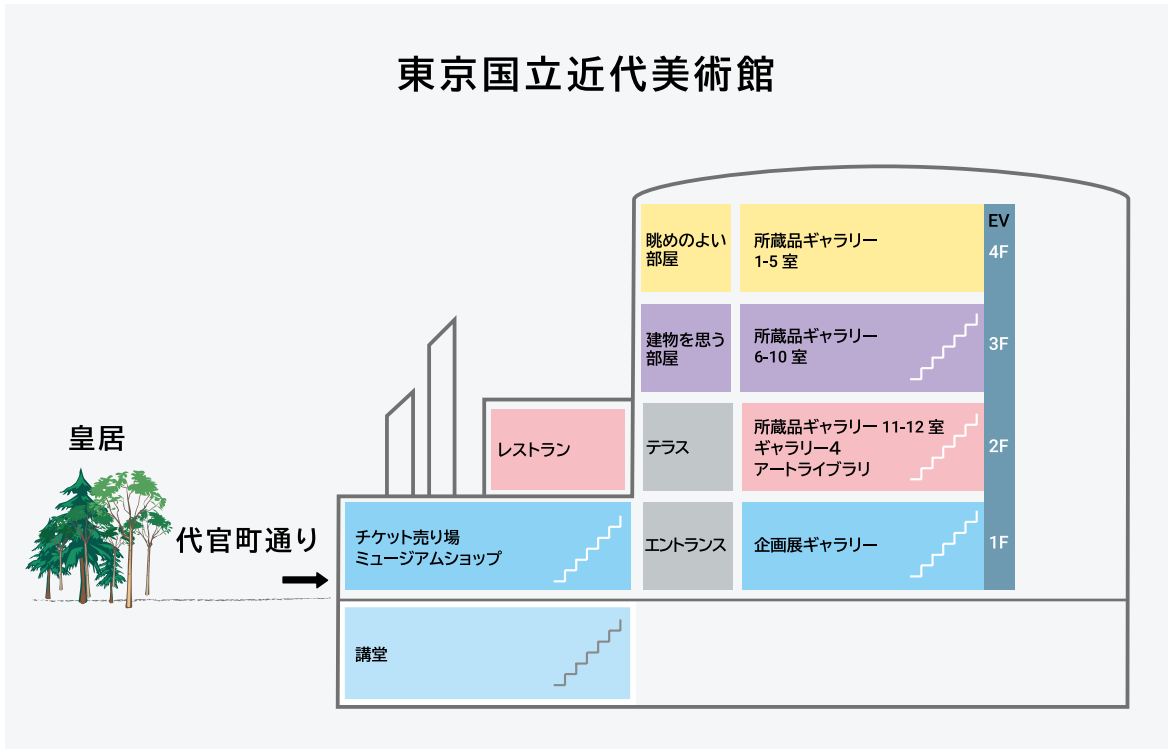 東京国立近代美術館
眺めのよい
部屋
所蔵品ギャラリー
1-5 室
EV
4F
建物を思う
部屋
所蔵品ギャラリー
6-10 室
3F
レストラン
テラス
所蔵品ギャラリー 11-12 室
ギャラリー4
アートライブラリ
2F
皇居
代官町通り
チケット売り場
ミュージアムショップ
エントランス
企画展ギャラリー
1F
講堂